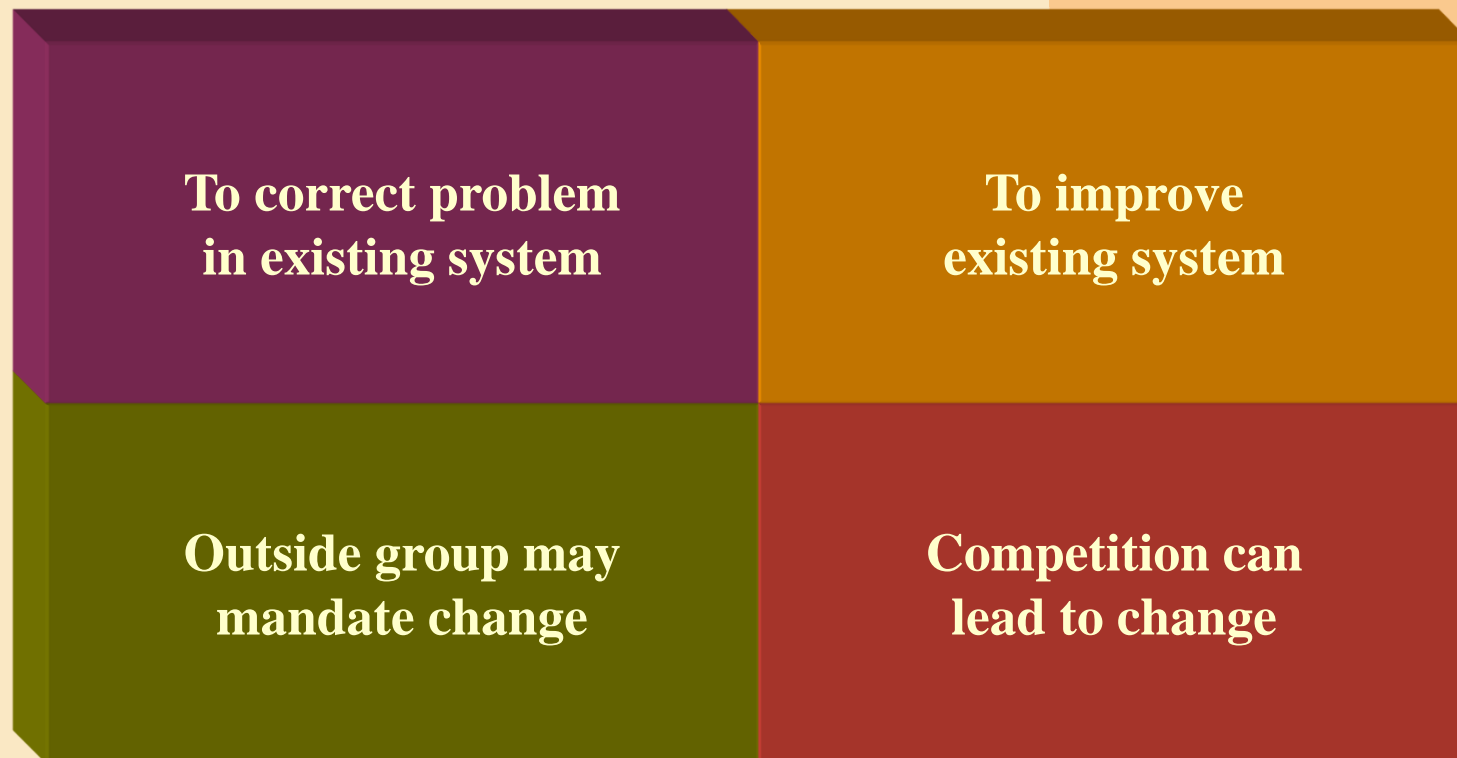 To correct problem
in existing system
To improve
existing system
Outside group may
mandate change
Competition can
lead to change